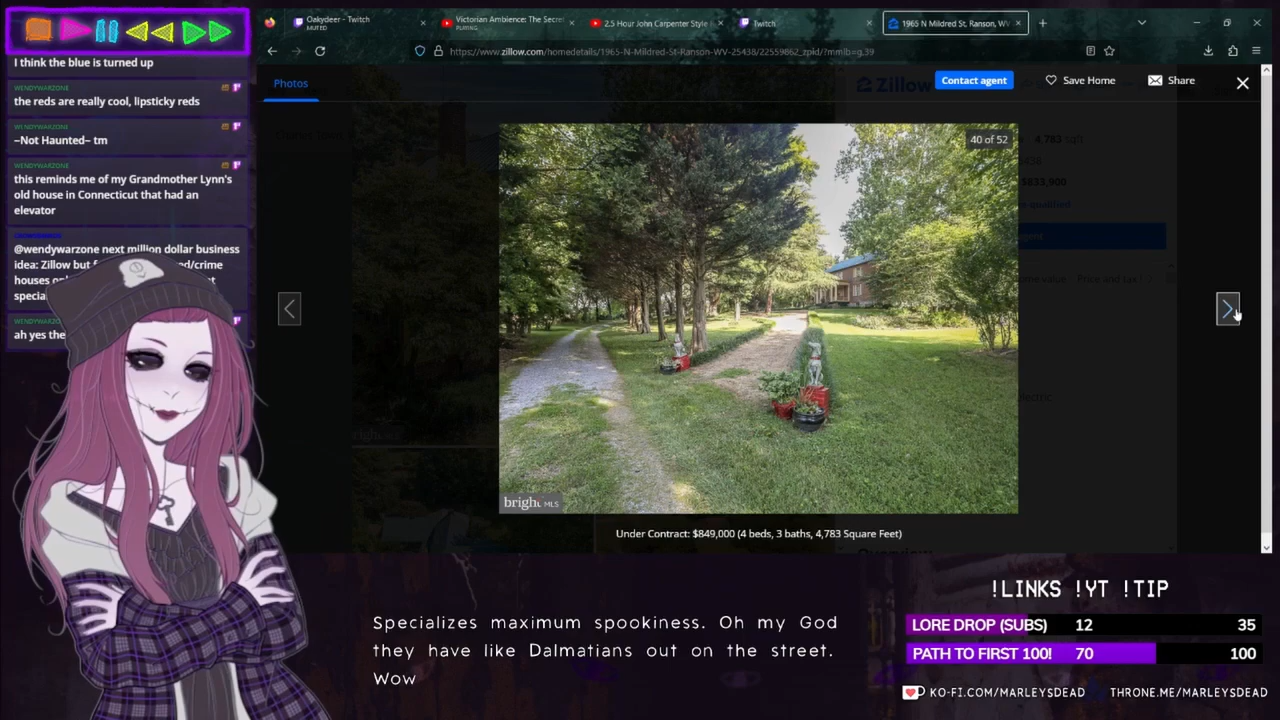 Oakydeer - Twitch
MUTED
Victorian Ambience: The Secre
PLAYING
2.5 Hour John Carpenter Style
Twitch
1965 N Mildred St, Ranson, WV
https://www.zillow.com/homedetails/1965-N-Mildred-St-Ranson-WV-25438/22559862_zpid/?mmlb=g,39
Photos
Zillow
Contact agent
Save Home
Share
40 of 52
4,783 sqft
bright MLS
Under Contract: $849,000 (4 beds, 3 baths, 4,783 Square Feet)
I think the blue is turned up
WENDYWARZONE
the reds are really cool, lipsticky reds
WENDYWARZONE
~Not Haunted~ tm
WENDYWARZONE
this reminds me of my Grandmother Lynn's
old house in Connecticut that had an
elevator
@wendywarzone next million dollar business
idea: Zillow but
houses
special
ah yes the
Specializes maximum spookiness. Oh my God
they have like Dalmatians out on the street.
Wow
!LINKS !YT !TIP
LORE DROP (SUBS) 12 35
PATH TO FIRST 100! 70 100
KO-FI.COM/MARLEYSDEAD THRONE.ME/MARLEYSDEAD